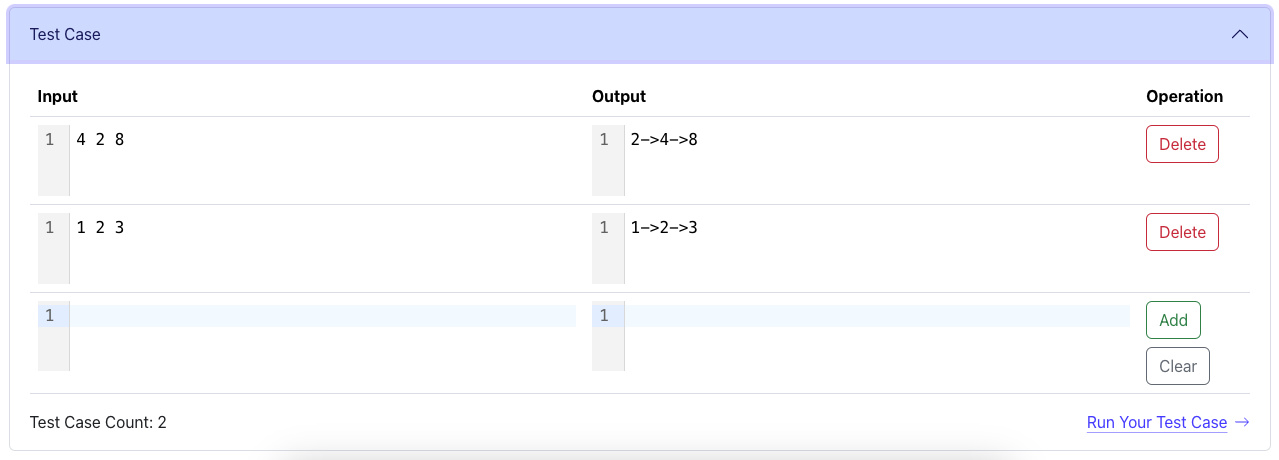 Test Case
Input Output Operation
1 4 2 8 1 2->4->8 Delete
1 1 2 3 1 1->2->3 Delete
1 1 Add
Clear
Test Case Count: 2 Run Your Test Case →